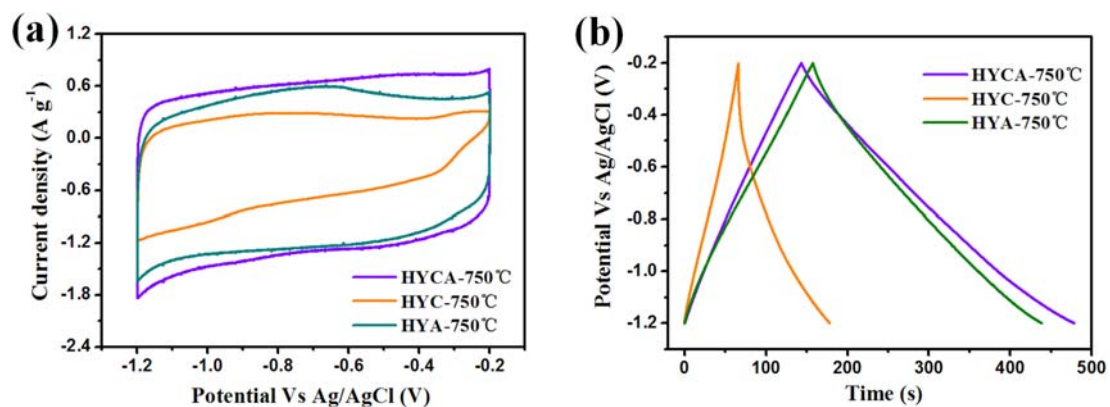 (a)
Current density (A g-1)
1.2
0.6
0.0
-0.6
-1.2
-1.8
-2.4
HYCA-750℃
HYC-750℃
HYA-750℃
-1.2 -1.0 -0.8 -0.6 -0.4 -0.2
Potential Vs Ag/AgCl (V)
(b)
Potential Vs Ag/AgCl (V)
-0.2
-0.4
-0.6
-0.8
-1.0
-1.2
HYCA-750℃
HYC-750℃
HYA-750℃
0 100 200 300 400 500
Time (s)